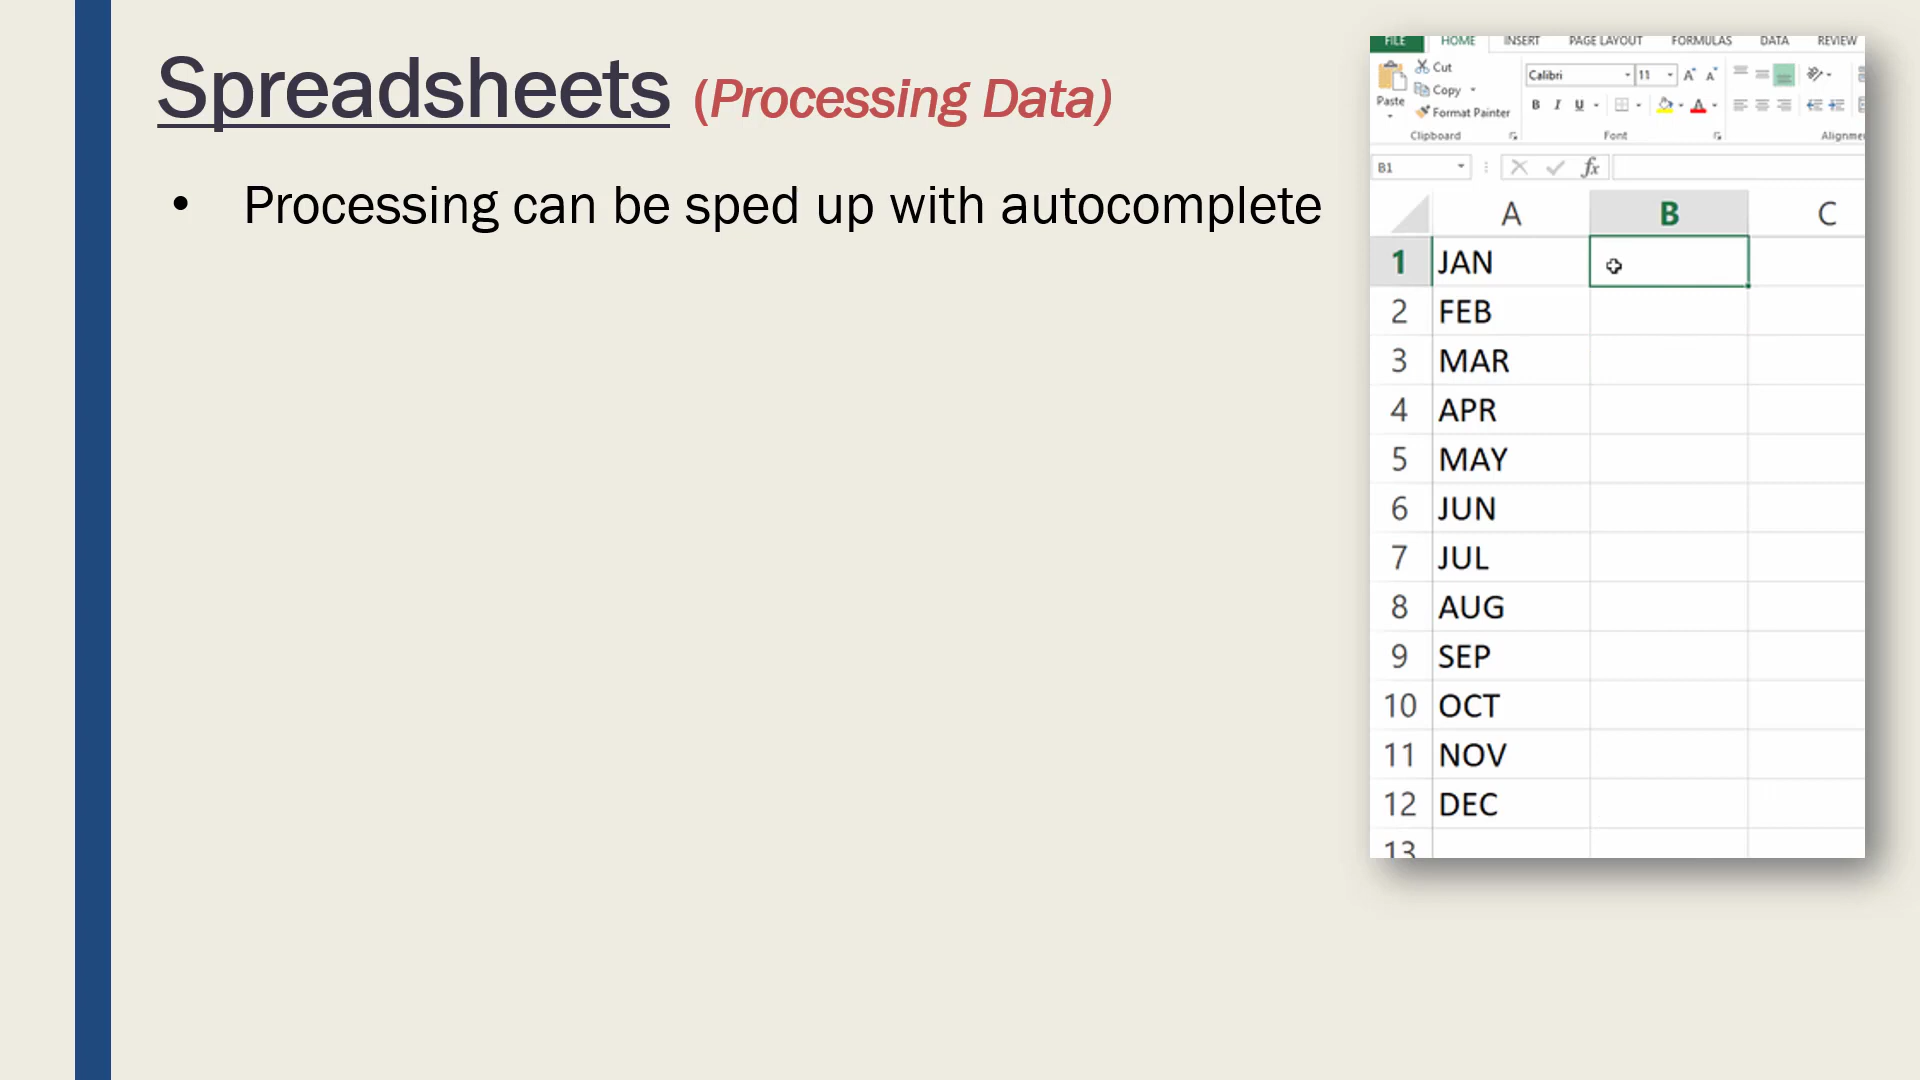 Spreadsheets (Processing Data)
• Processing can be sped up with autocomplete
FILE HOME INSERT PAGE LAYOUT FORMULAS DATA REVIEW
Cut
Copy
Format Painter
Paste
Clipboard
Calibri 11
B I U
Font
Alignme
B1 fx
A B C
1 JAN
2 FEB
3 MAR
4 APR
5 MAY
6 JUN
7 JUL
8 AUG
9 SEP
10 OCT
11 NOV
12 DEC
13